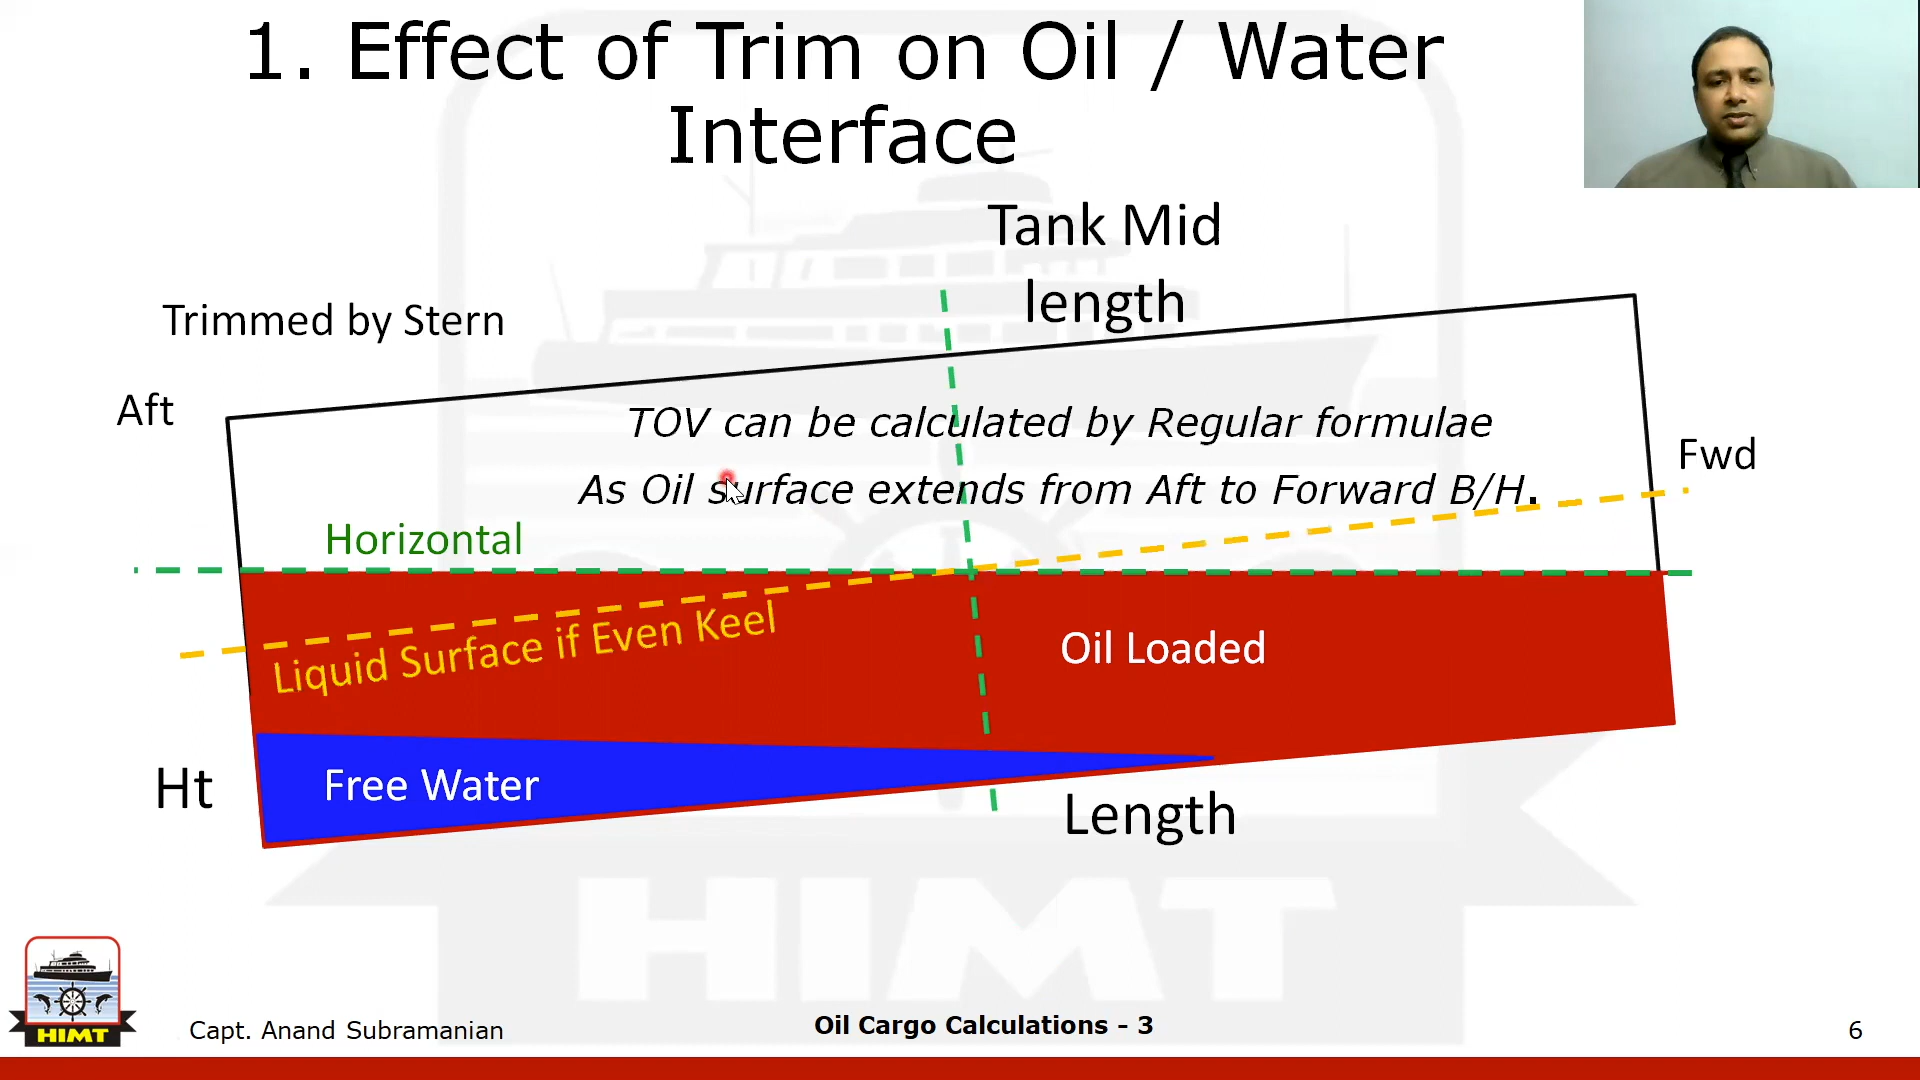 1. Effect of Trim on Oil / Water
Interface
Tank Mid
length
Trimmed by Stern
Aft
TOV can be calculated by Regular formulae
Fwd
As Oil surface extends from Aft to Forward B/H.
Horizontal
Liquid Surface if Even Keel
Oil Loaded
Ht
Free Water
Length
HIMT
HIMT
Capt. Anand Subramanian
Oil Cargo Calculations - 3
6